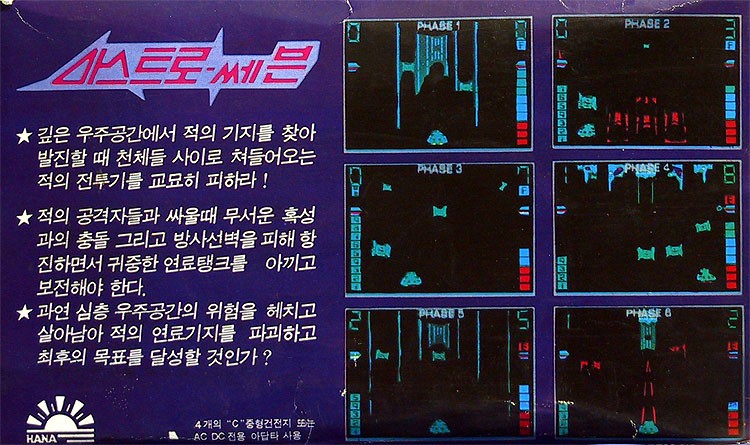 아스트로-쎄븐
★ 깊은 우주공간에서 적의 기지를 찾아
발진할 때 천체들 사이로 쳐들어오는
적의 전투기를 교묘히 피하라!
★ 적의 공격자들과 싸울때 무서운 혹성
과의 충돌 그리고 방사선벽을 피해 항
진하면서 귀중한 연료탱크를 아끼고
보전해야 한다.
★ 과연 심층 우주공간의 위험을 헤치고
살아남아 적의 연료기지를 파괴하고
최후의 목표를 달성할 것인가?
HANA
4개의 "C"중형건전지 또는
AC DC전용 아답타 사용
PHASE 1
PHASE 2
PHASE 3
PHASE 4
PHASE 5
PHASE 6